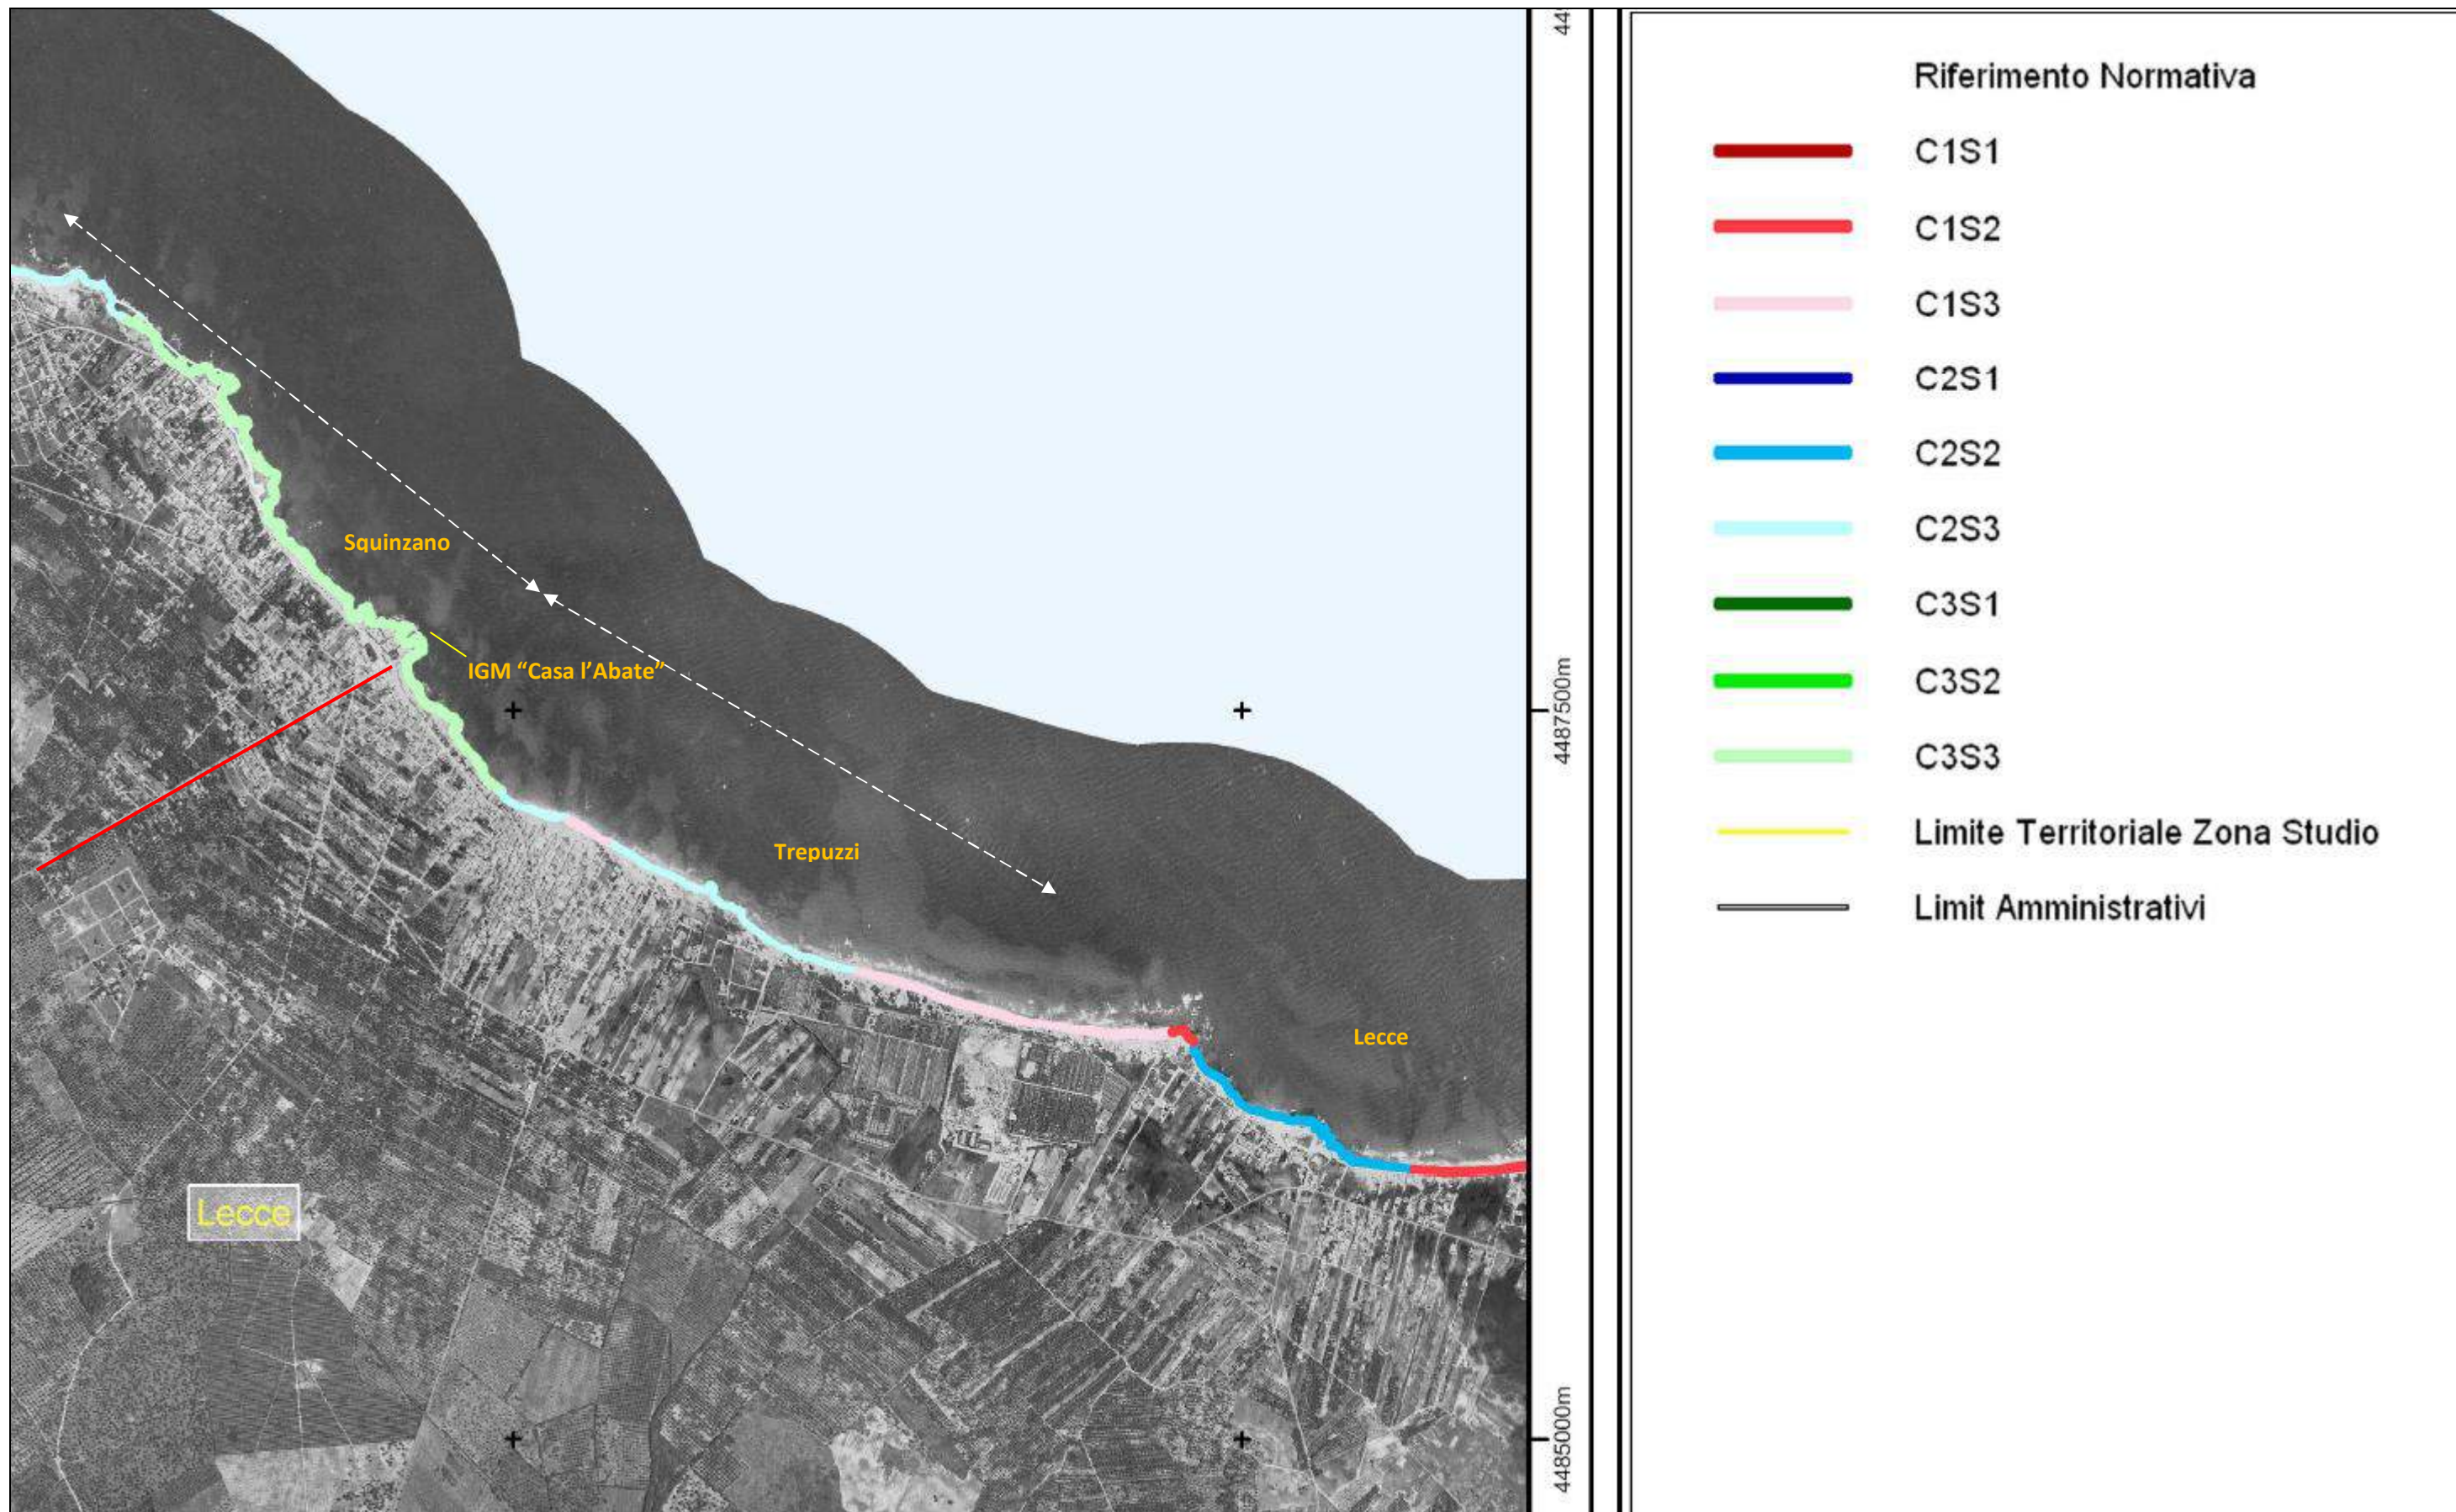 Squinzano
IGM “Casa l’Abate”
Trepuzzi
Lecce
Lecce
4487500m
4485000m
Riferimento Normativa
C1S1
C1S2
C1S3
C2S1
C2S2
C2S3
C3S1
C3S2
C3S3
Limite Territoriale Zona Studio
Limit Amministrativi